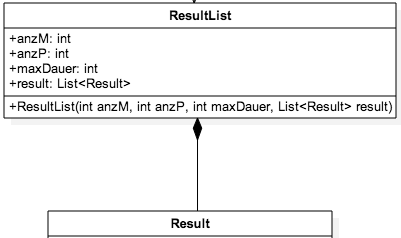 ResultList
+anzM: int
+anzP: int
+maxDauer: int
+result: List<Result>
+ResultList(int anzM, int anzP, int maxDauer, List<Result> result)
Result